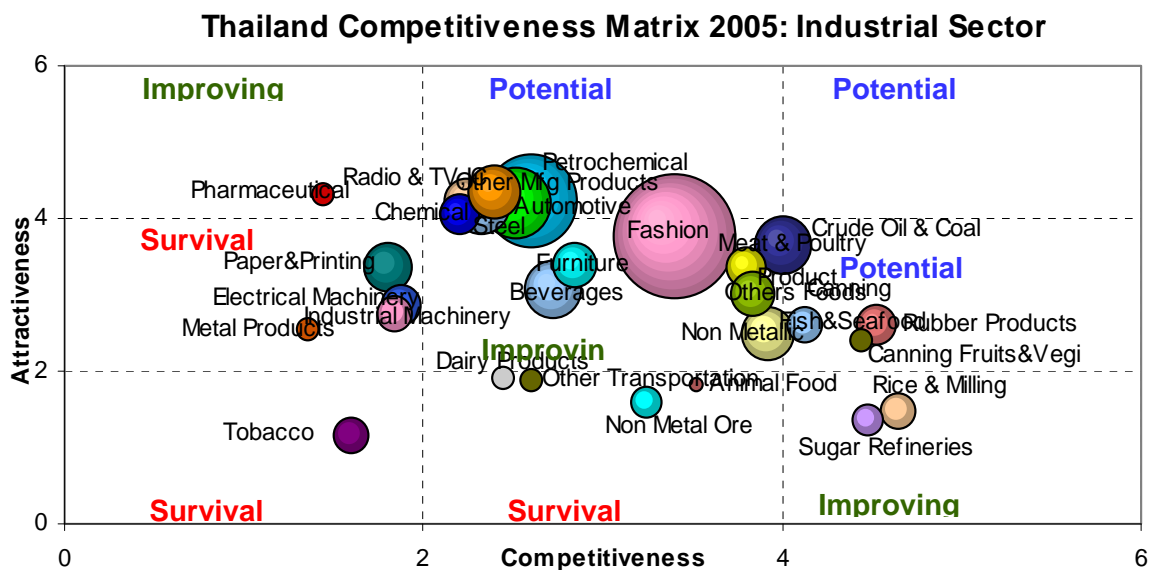 Thailand Competitiveness Matrix 2005: Industrial Sector
6
Improving
Potential
Potential
Petrochemical
Radio & TV
Other Mfg Products
Pharmaceutical
Automotive
Chemical
4
Steel
Fashion
Crude Oil & Coal
Survival
Meat & Poultry
Paper&Printing
Furniture
Potential
Product
Canning
Electrical Machinery
Beverages
Others Foods
Industrial Machinery
Fish&Seafood
Rubber Products
Metal Products
Non Metallic
Improvin
Canning Fruits&Vegi
Dairy Products
2
Other Transportation
Animal Food
Rice & Milling
Non Metal Ore
Tobacco
Sugar Refineries
Survival
Survival
Improving
0
0
2
4
6
Competitiveness
Attractiveness